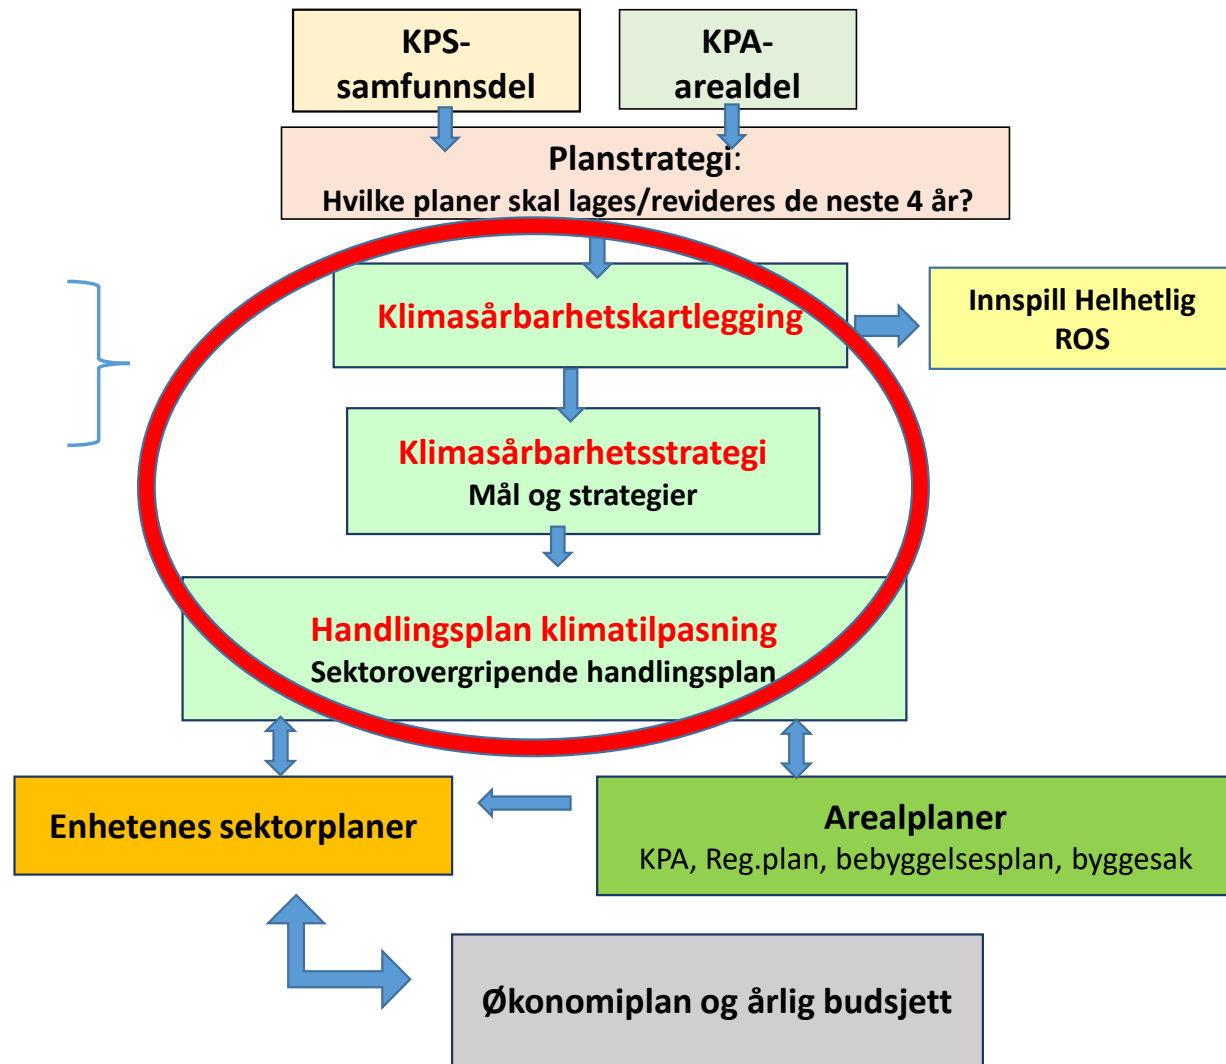 KPS-
samfunnsdel
KPA-
arealdel
Planstrategi:
Hvilke planer skal lages/revideres de neste 4 år?
Klimasårbarhetskartlegging
Innspill Helhetlig
ROS
Klimasårbarhetsstrategi
Mål og strategier
Handlingsplan klimatilpasning
Sektorovergripende handlingsplan
Enhetenes sektorplaner
Arealplaner
KPA, Reg.plan, bebyggelsesplan, byggesak
Økonomiplan og årlig budsjett